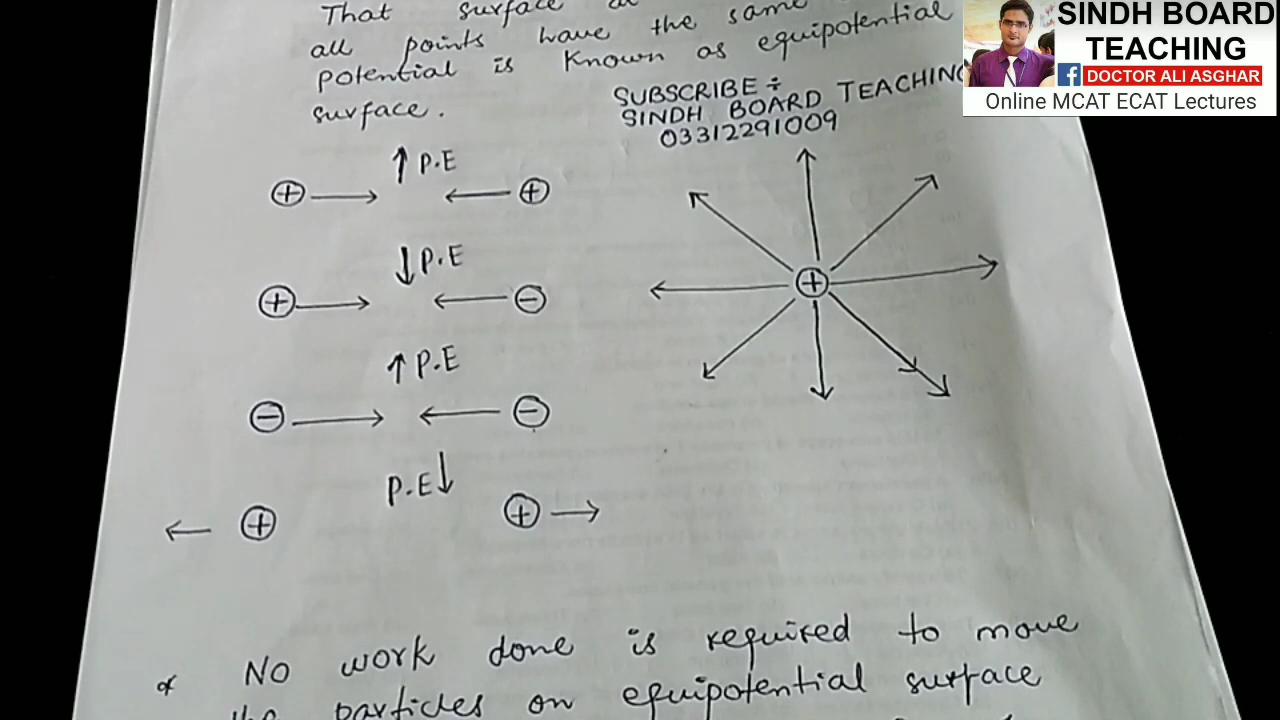 That surface
all points have the same
potential is known as equipotential
surface.
SUBSCRIBE ÷
SINDH BOARD TEACHING
03312291009
↑ P.E
+ → ← +
↓ P.E
+ → ← −
↑ P.E
− → ← −
P.E ↓
← + + →
+
* No work done is required to move
the particles on equipotential surface
SINDH BOARD
TEACHING
f DOCTOR ALI ASGHAR
Online MCAT ECAT Lectures